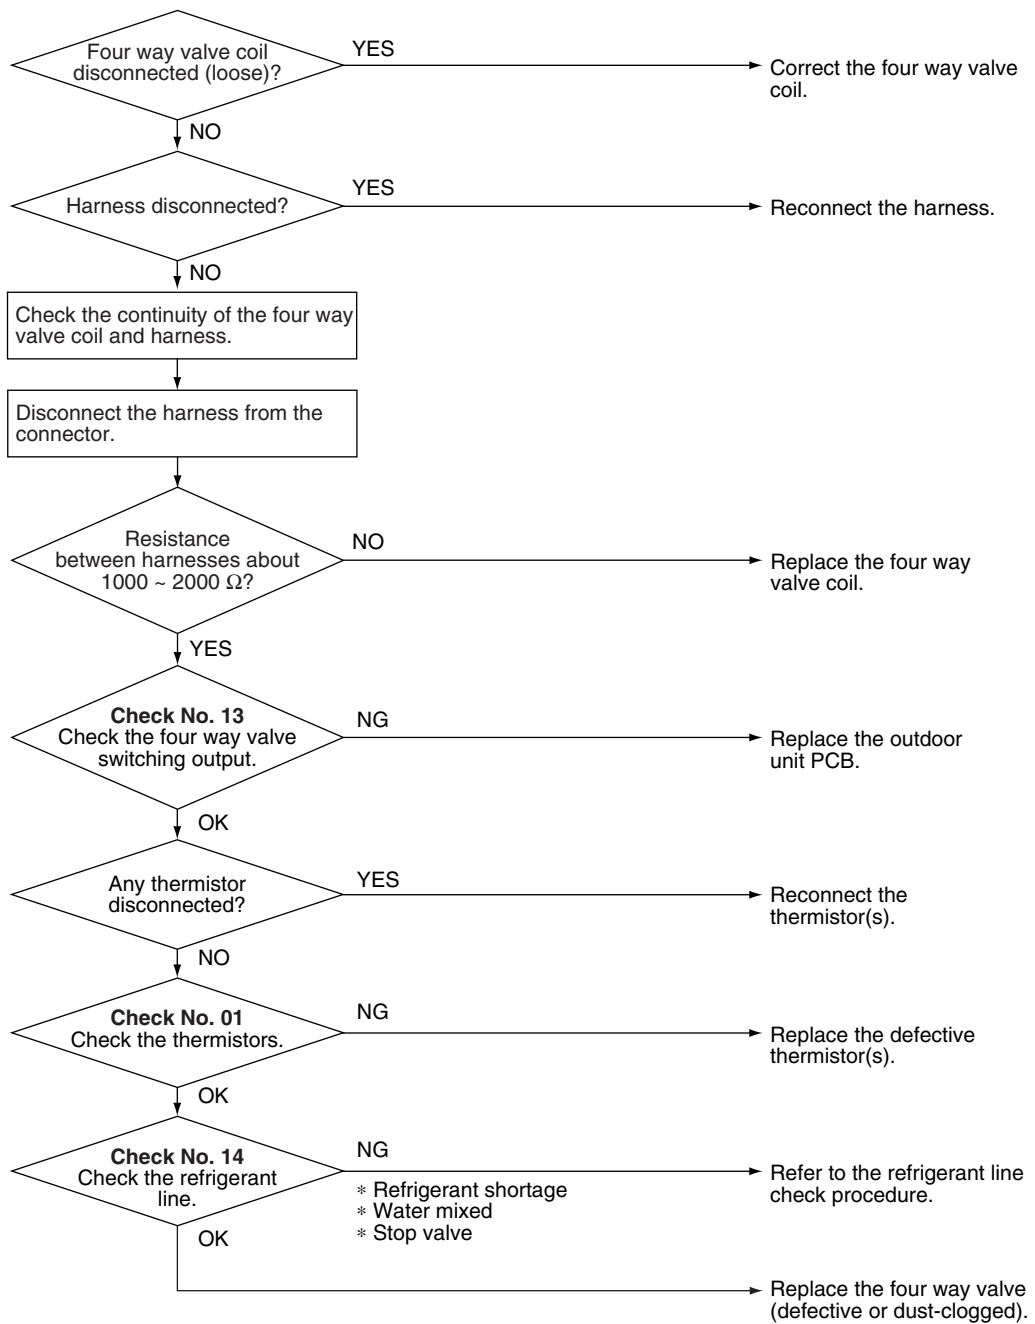 Four way valve coil
disconnected (loose)?
YES
Correct the four way valve
coil.
NO
Harness disconnected?
YES
Reconnect the harness.
NO
Check the continuity of the four way
valve coil and harness.
Disconnect the harness from the
connector.
Resistance
between harnesses about
1000 ~ 2000 Ω?
NO
Replace the four way
valve coil.
YES
Check No. 13
Check the four way valve
switching output.
NG
Replace the outdoor
unit PCB.
OK
Any thermistor
disconnected?
YES
Reconnect the
thermistor(s).
NO
Check No. 01
Check the thermistors.
NG
Replace the defective
thermistor(s).
OK
Check No. 14
Check the refrigerant
line.
NG
∗ Refrigerant shortage
∗ Water mixed
∗ Stop valve
Refer to the refrigerant line
check procedure.
OK
Replace the four way valve
(defective or dust-clogged).